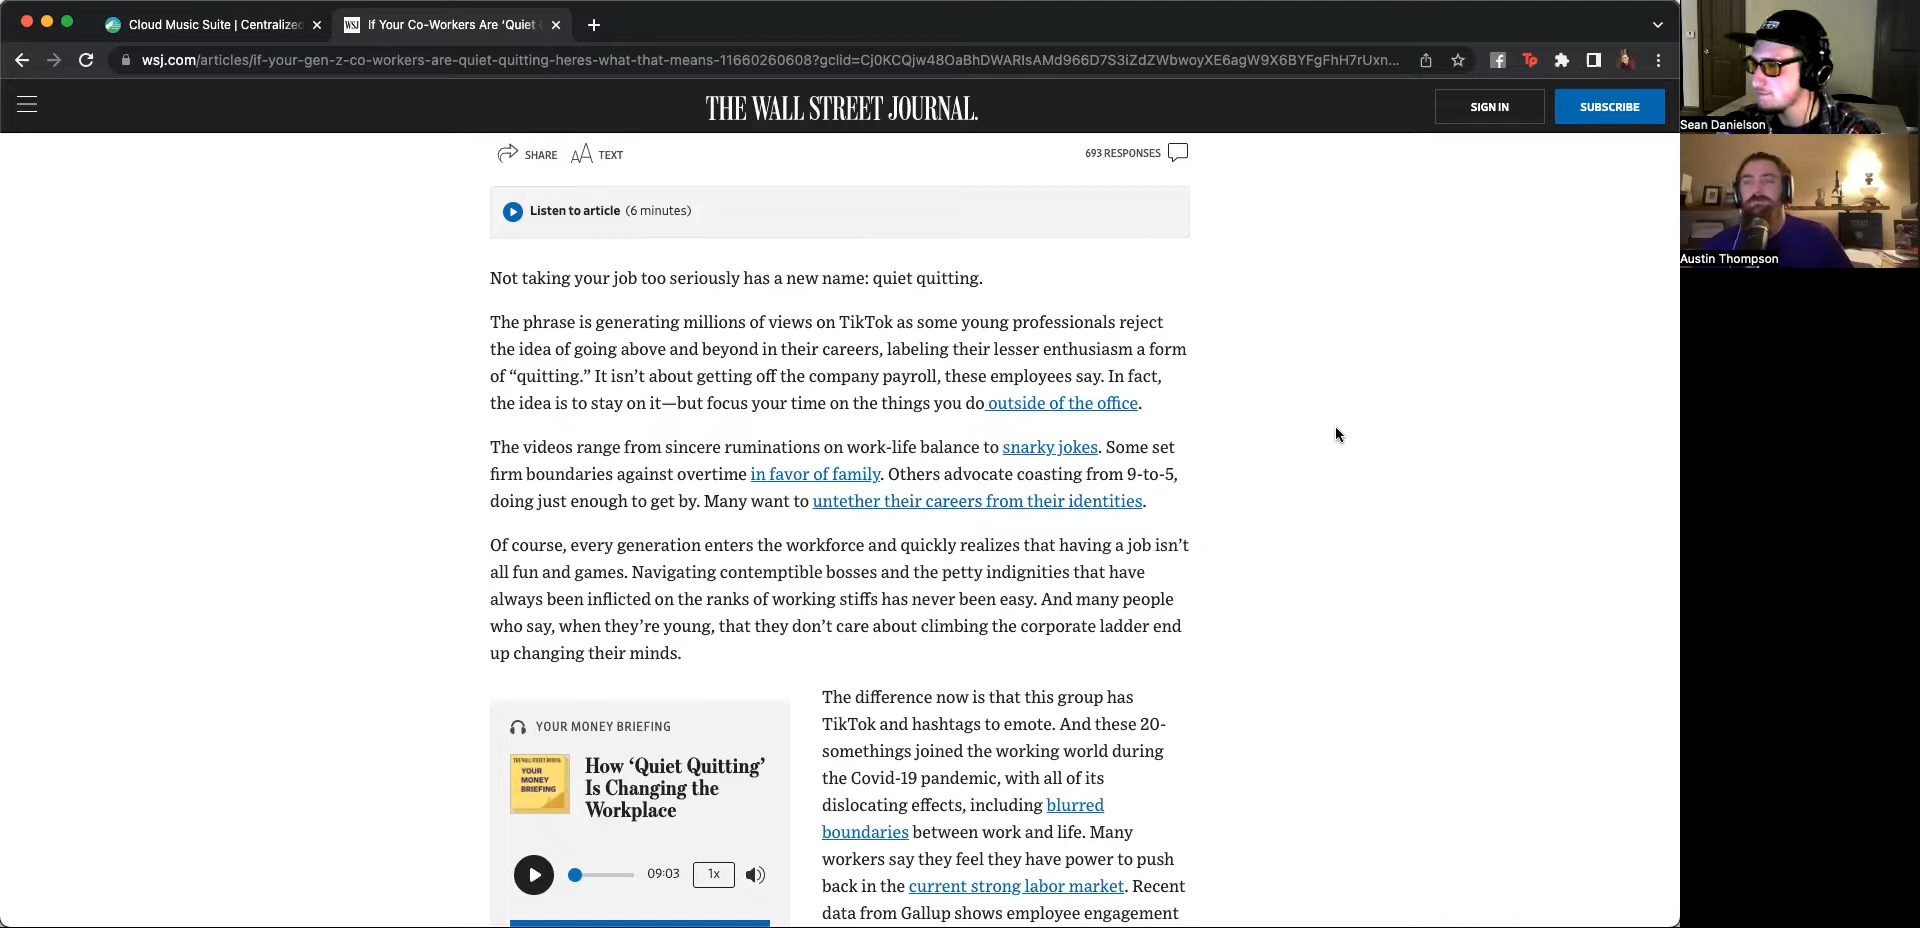 Cloud Music Suite | Centralized
WSJ
If Your Co-Workers Are ‘Quiet
wsj.com/articles/if-your-gen-z-co-workers-are-quiet-quitting-heres-what-that-means-11660260608?gclid=Cj0KCQjw48OaBhDWARIsAMd966D7S3iZdZWbwoyXE6agW9X6BYFgFhH7rUxn...
Tp
THE WALL STREET JOURNAL.
SIGN IN
SUBSCRIBE
SHARE
AA TEXT
693 RESPONSES
Listen to article (6 minutes)
Not taking your job too seriously has a new name: quiet quitting.
The phrase is generating millions of views on TikTok as some young professionals reject
the idea of going above and beyond in their careers, labeling their lesser enthusiasm a form
of “quitting.” It isn’t about getting off the company payroll, these employees say. In fact,
the idea is to stay on it—but focus your time on the things you do outside of the office.
The videos range from sincere ruminations on work-life balance to snarky jokes. Some set
firm boundaries against overtime in favor of family. Others advocate coasting from 9-to-5,
doing just enough to get by. Many want to untether their careers from their identities.
Of course, every generation enters the workforce and quickly realizes that having a job isn’t
all fun and games. Navigating contemptible bosses and the petty indignities that have
always been inflicted on the ranks of working stiffs has never been easy. And many people
who say, when they’re young, that they don’t care about climbing the corporate ladder end
up changing their minds.
YOUR MONEY BRIEFING
THE WALL STREET JOURNAL
YOUR
MONEY
BRIEFING
How ‘Quiet Quitting’
Is Changing the
Workplace
09:03
1x
The difference now is that this group has
TikTok and hashtags to emote. And these 20-
somethings joined the working world during
the Covid-19 pandemic, with all of its
dislocating effects, including blurred
boundaries between work and life. Many
workers say they feel they have power to push
back in the current strong labor market. Recent
data from Gallup shows employee engagement
Sean Danielson
Austin Thompson